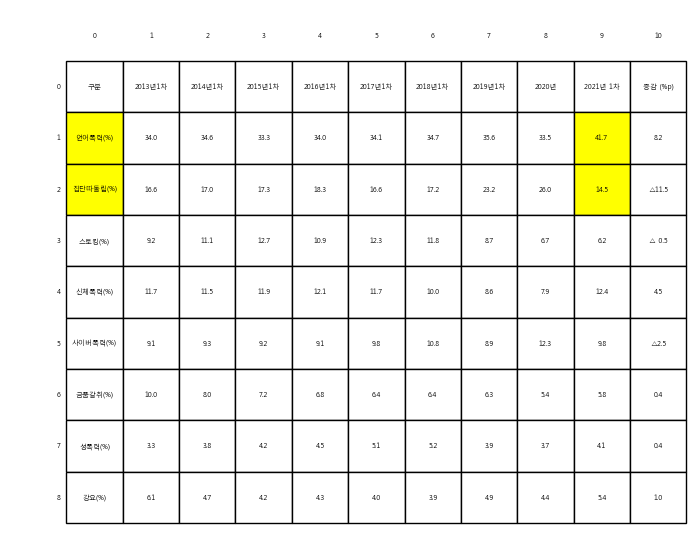 0 1 2 3 4 5 6 7 8 9 10
0 구분 2013년1차 2014년1차 2015년1차 2016년1차 2017년1차 2018년1차 2019년1차 2020년 2021년 1차 증감 (%p)
1 언어폭력(%) 34.0 34.6 33.3 34.0 34.1 34.7 35.6 33.5 41.7 8.2
2 집단따돌림(%) 16.6 17.0 17.3 18.3 16.6 17.2 23.2 26.0 14.5 △11.5
3 스토킹(%) 9.2 11.1 12.7 10.9 12.3 11.8 8.7 6.7 6.2 △ 0.5
4 신체폭력(%) 11.7 11.5 11.9 12.1 11.7 10.0 8.6 7.9 12.4 4.5
5 사이버폭력(%) 9.1 9.3 9.2 9.1 9.8 10.8 8.9 12.3 9.8 △2.5
6 금품갈취(%) 10.0 8.0 7.2 6.8 6.4 6.4 6.3 5.4 5.8 0.4
7 성폭력(%) 3.3 3.8 4.2 4.5 5.1 5.2 3.9 3.7 4.1 0.4
8 강요(%) 6.1 4.7 4.2 4.3 4.0 3.9 4.9 4.4 5.4 1.0